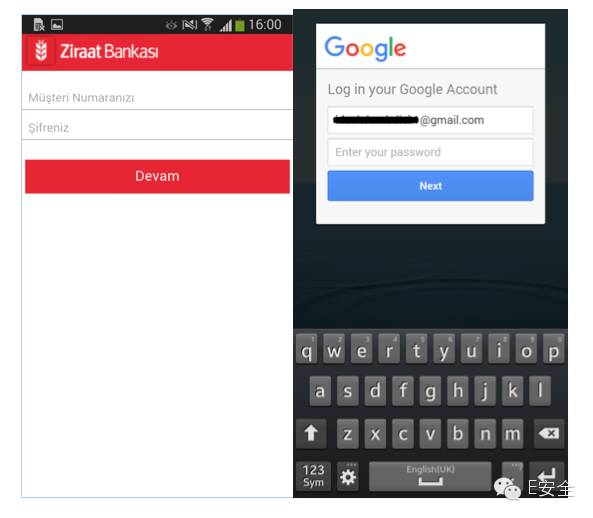 16:00
Ziraat Bankası
Müşteri Numaranızı
Şifreniz
Devam
Google
Log in your Google Account
@gmail.com
Enter your password
Next
1 2 3 4 5 6 7 8 9 0
q w e r t y u i o p
a s d f g h j k l
z x c v b n m
123
Sym
English(UK)
E安全